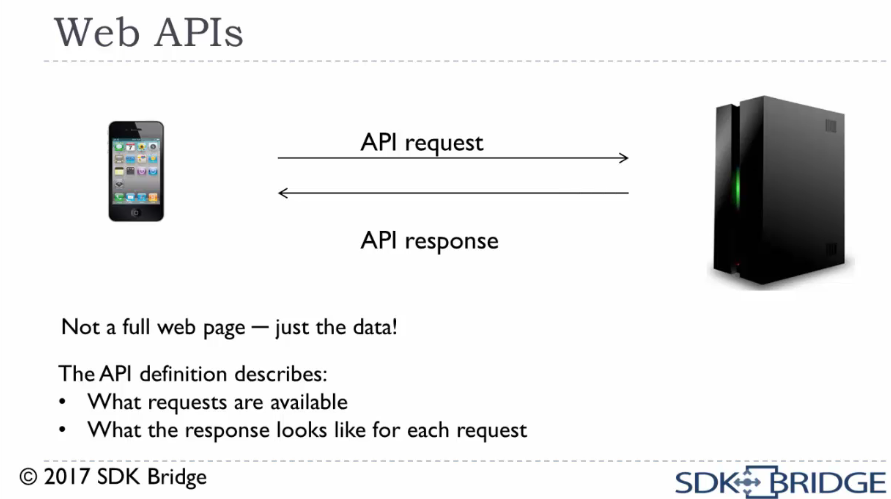 Web APIs
API request
API response
Not a full web page — just the data!
The API definition describes:
• What requests are available
• What the response looks like for each request
© 2017 SDK Bridge
SDK BRIDGE